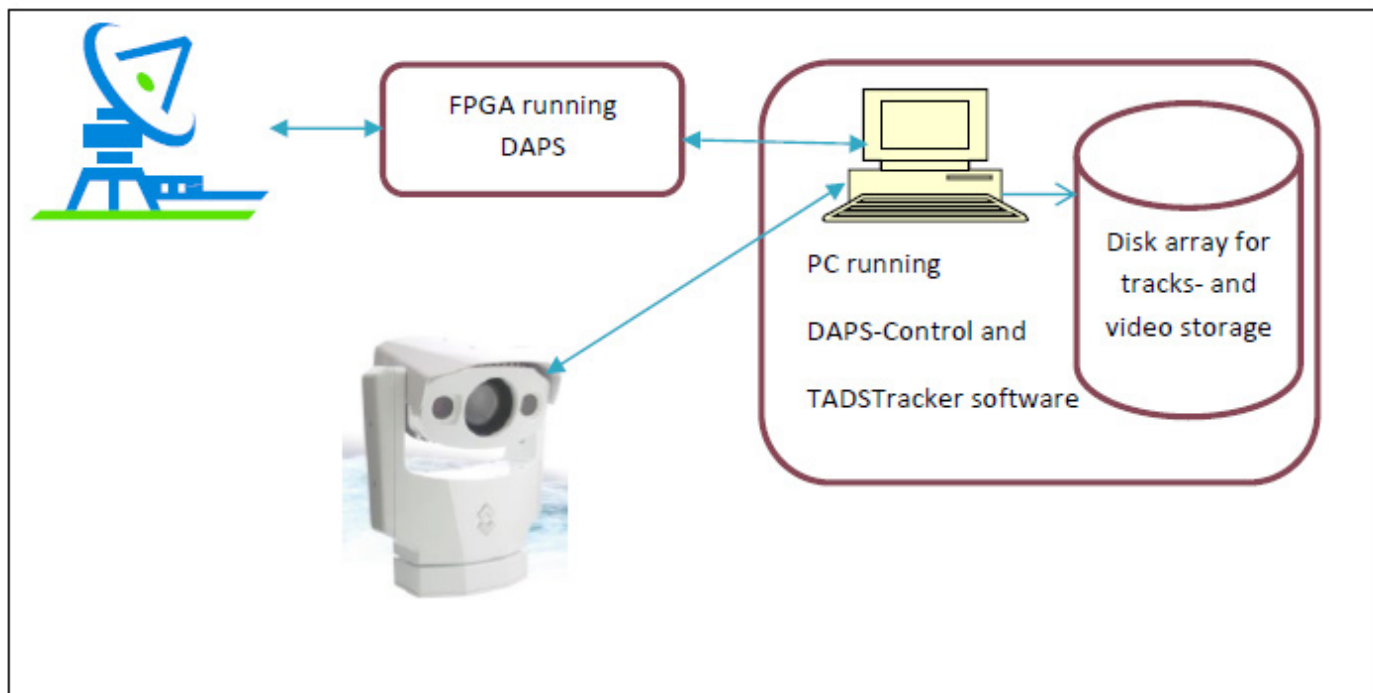 FPGA running
DAPS
PC running
DAPS-Control and
TADSTracker software
Disk array for
tracks- and
video storage